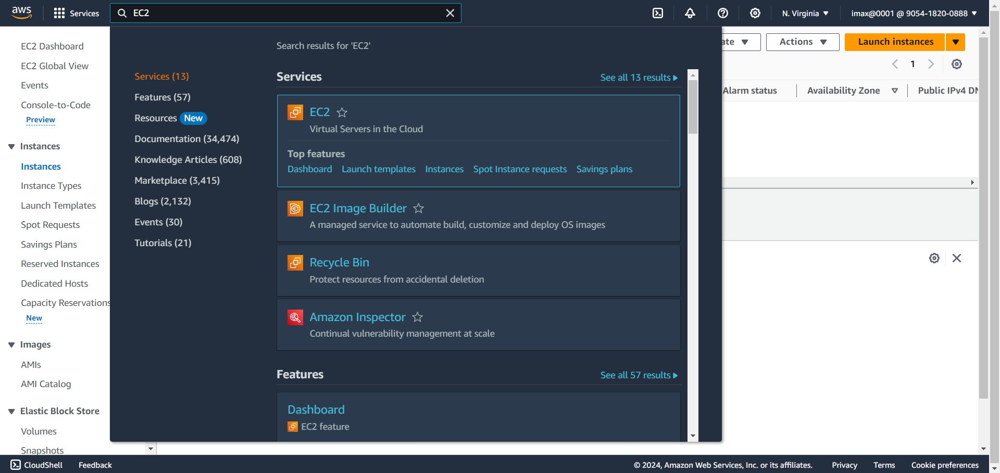 aws
Services
EC2
N. Virginia
imax@0001 @ 9054-1820-0888
EC2 Dashboard
EC2 Global View
Events
Console-to-Code
Preview
Instances
Instances
Instance Types
Launch Templates
Spot Requests
Savings Plans
Reserved Instances
Dedicated Hosts
Capacity Reservations
New
Images
AMIs
AMI Catalog
Elastic Block Store
Volumes
Snapshots
Search results for 'EC2'
Services (13)
Features (57)
Resources New
Documentation (34,474)
Knowledge Articles (608)
Marketplace (3,415)
Blogs (2,132)
Events (30)
Tutorials (21)
Services
See all 13 results
EC2
Virtual Servers in the Cloud
Top features
Dashboard Launch templates Instances Spot Instance requests Savings plans
EC2 Image Builder
A managed service to automate build, customize and deploy OS images
Recycle Bin
Protect resources from accidental deletion
Amazon Inspector
Continual vulnerability management at scale
Features
See all 57 results
Dashboard
EC2 feature
ate
Actions
Launch instances
1
Alarm status
Availability Zone
Public IPv4 DN
CloudShell
Feedback
© 2024, Amazon Web Services, Inc. or its affiliates.
Privacy
Terms
Cookie preferences